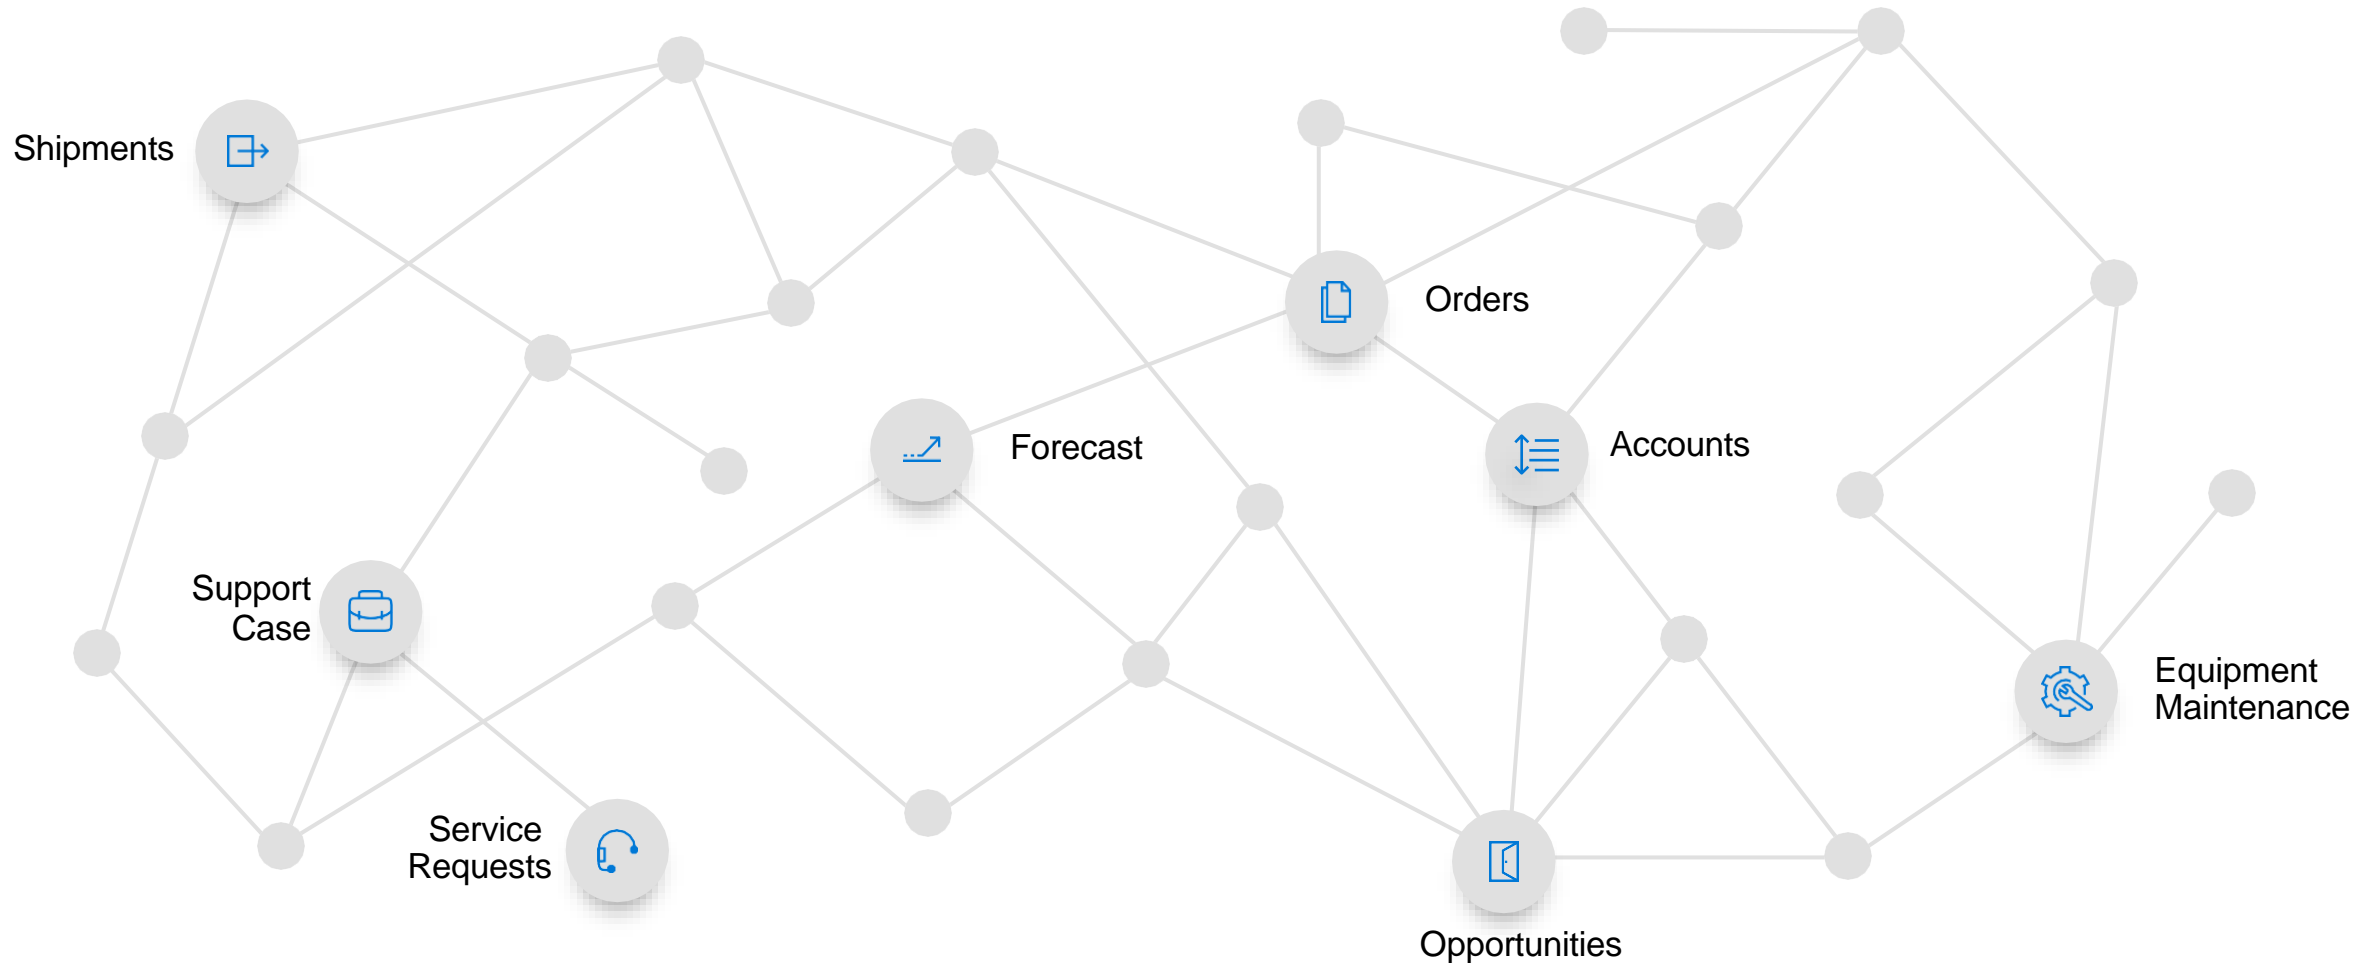 Shipments
Orders
Forecast
Accounts
Support
Case
Equipment
Maintenance
Service
Requests
Opportunities